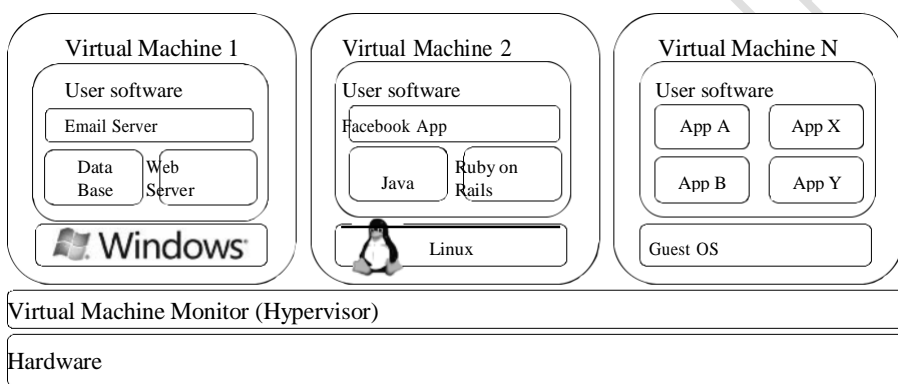 Virtual Machine 1
User software
Email Server
Data
Base
Web
Server
Windows
Virtual Machine 2
User software
Facebook App
Java
Ruby on
Rails
Linux
Virtual Machine N
User software
App A
App X
App B
App Y
Guest OS
Virtual Machine Monitor (Hypervisor)
Hardware